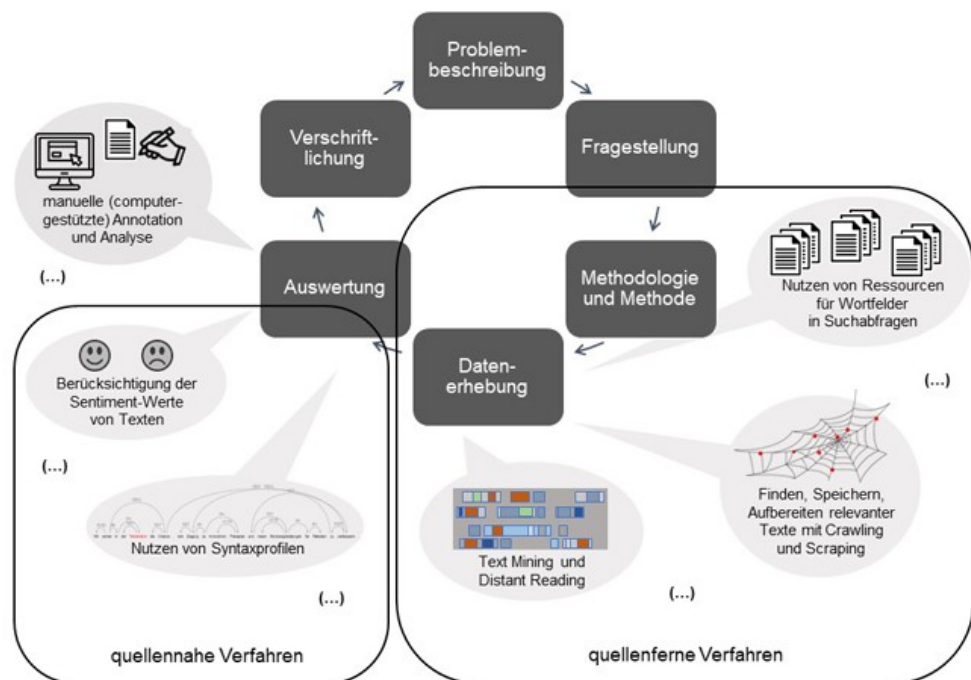 Problem-
beschreibung
Verschrift-
lichung
Fragestellung
manuelle (computer-
gestützte) Annotation
und Analyse
(...)
Auswertung
Methodologie
und Methode
Nutzen von Ressourcen
für Wortfelder
in Suchabfragen
(...)
Daten-
erhebung
Berücksichtigung der
Sentiment-Werte
von Texten
(...)
Nutzen von Syntaxprofilen
(...)
Text Mining und
Distant Reading
Finden, Speichern,
Aufbereiten relevanter
Texte mit Crawling
und Scraping
(...)
quellennahe Verfahren
quellenferne Verfahren